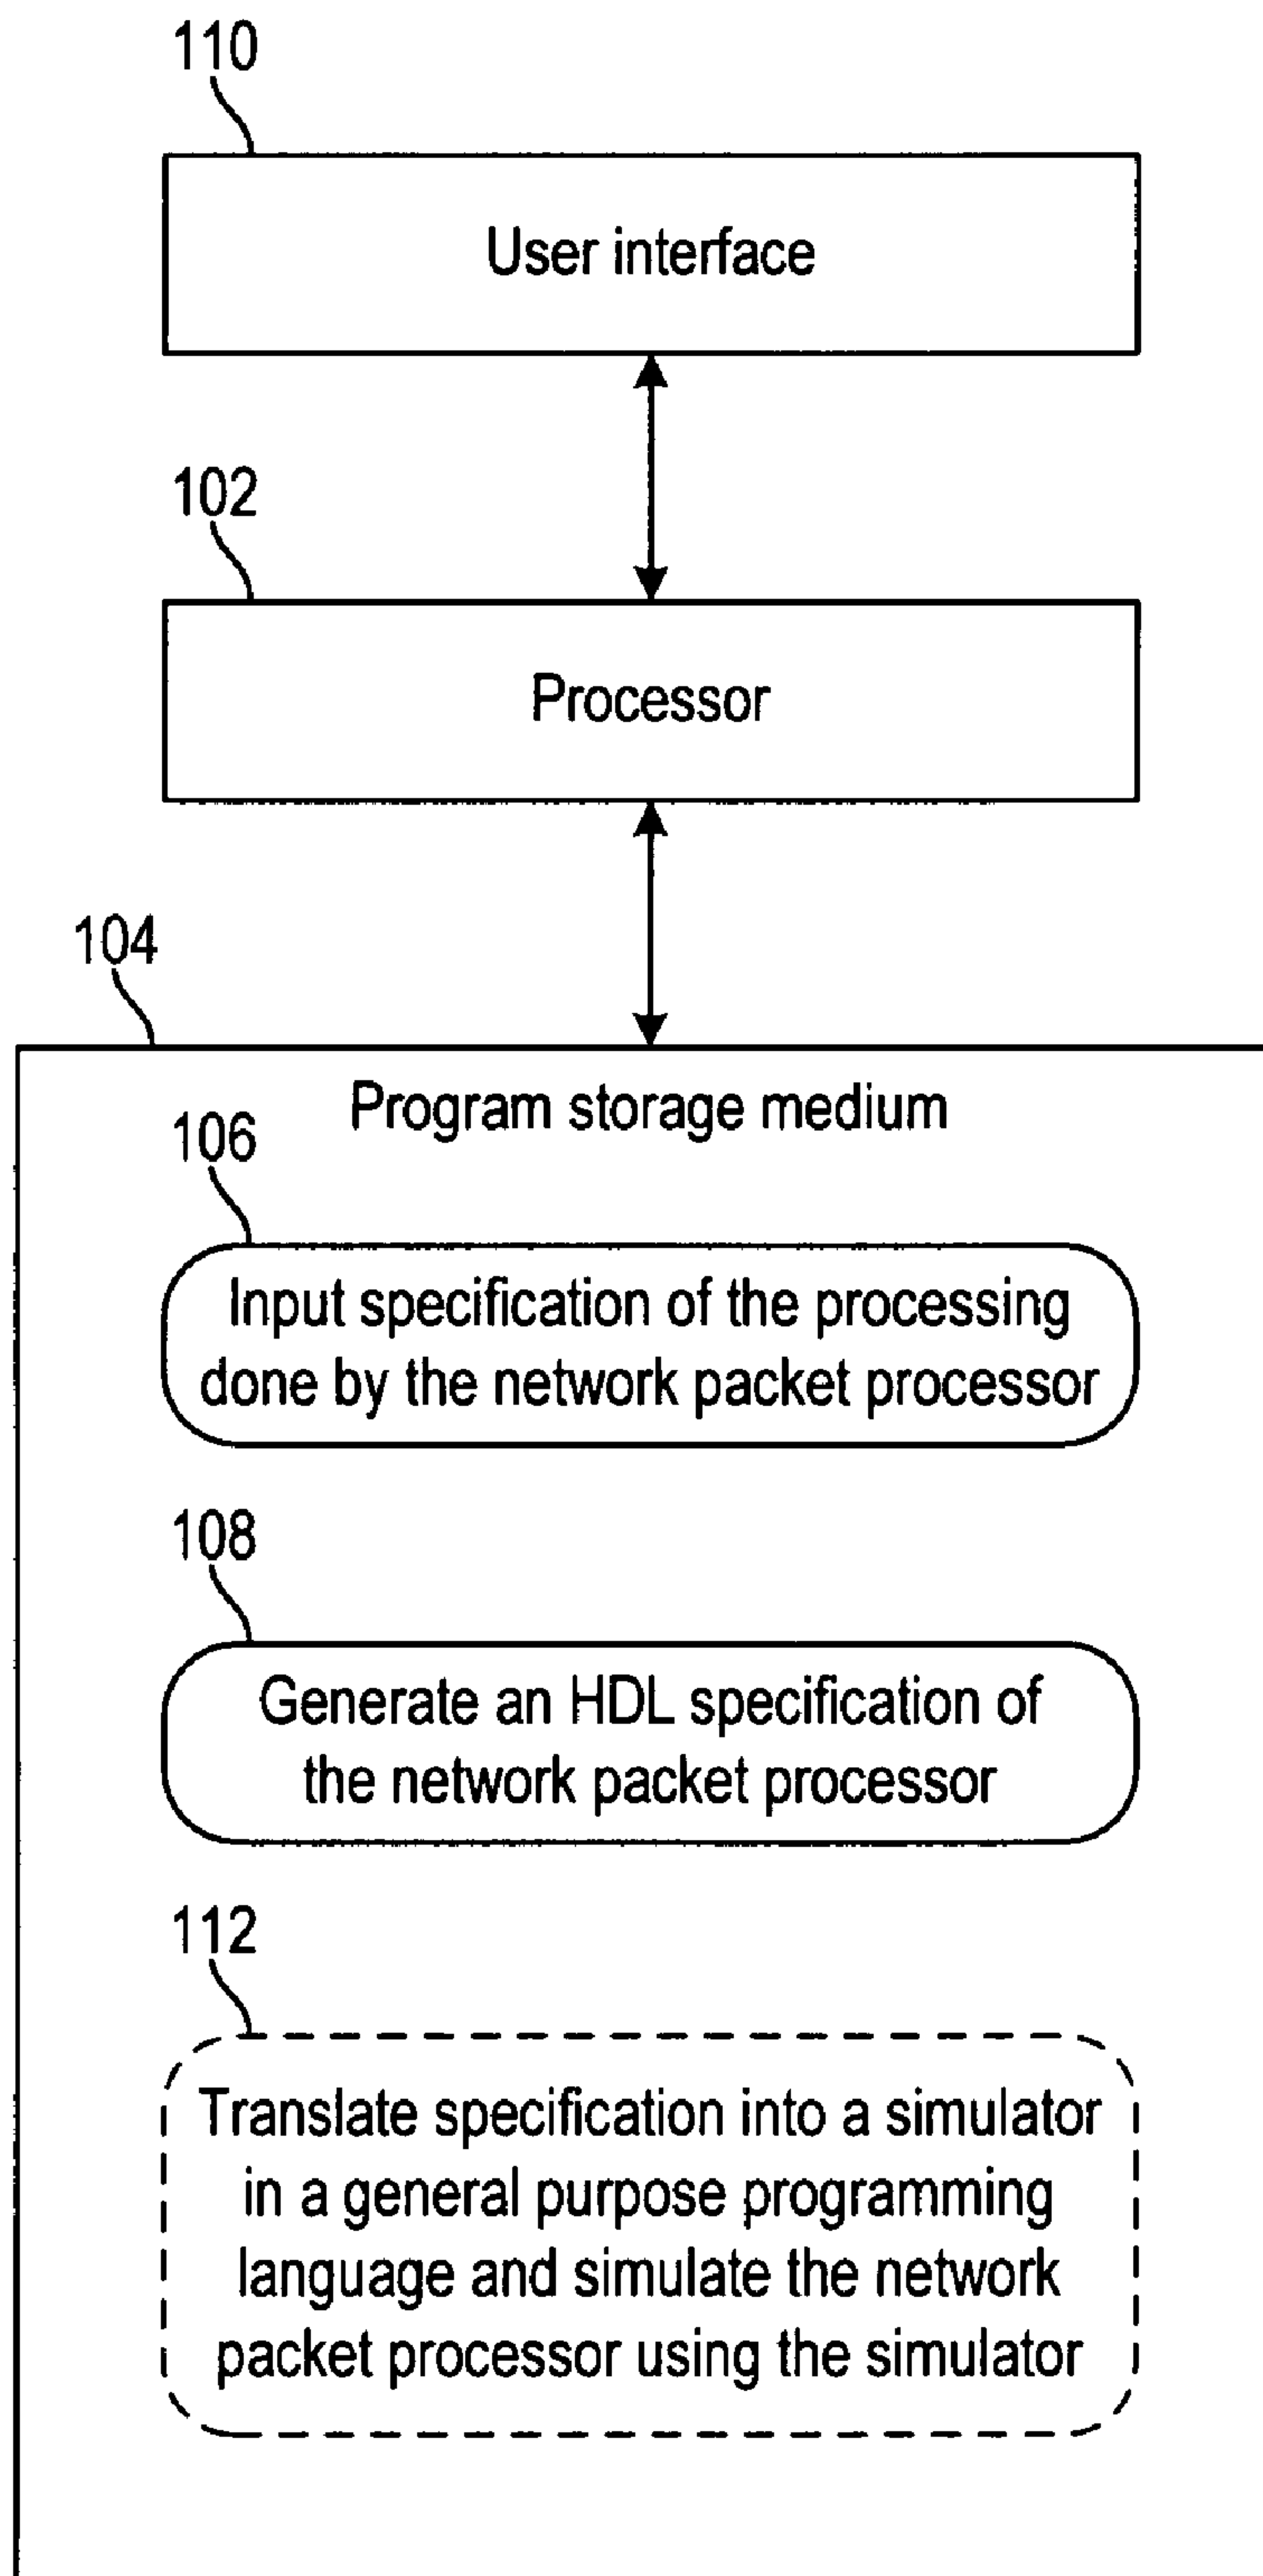 110
User interface
102
Processor
104
Program storage medium
106
Input specification of the processing
done by the network packet processor
108
Generate an HDL specification of
the network packet processor
112
Translate specification into a simulator
in a general purpose programming
language and simulate the network
packet processor using the simulator